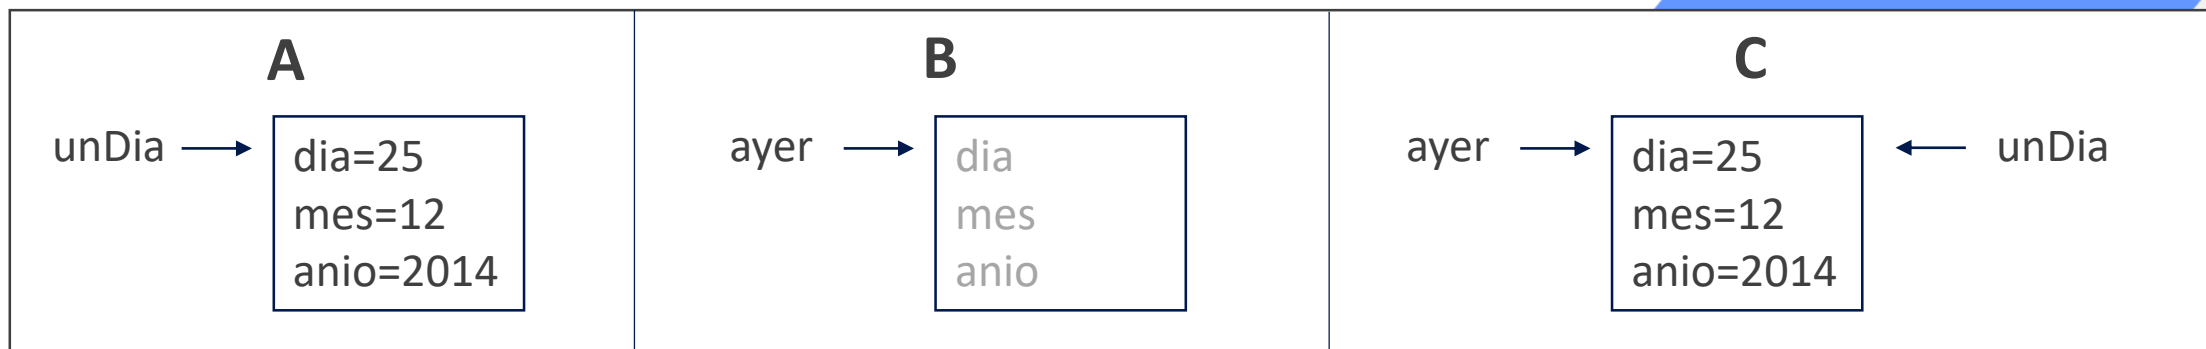 A
unDia
dia=25
mes=12
anio=2014
B
ayer
dia
mes
anio
C
ayer
dia=25
mes=12
anio=2014
unDia